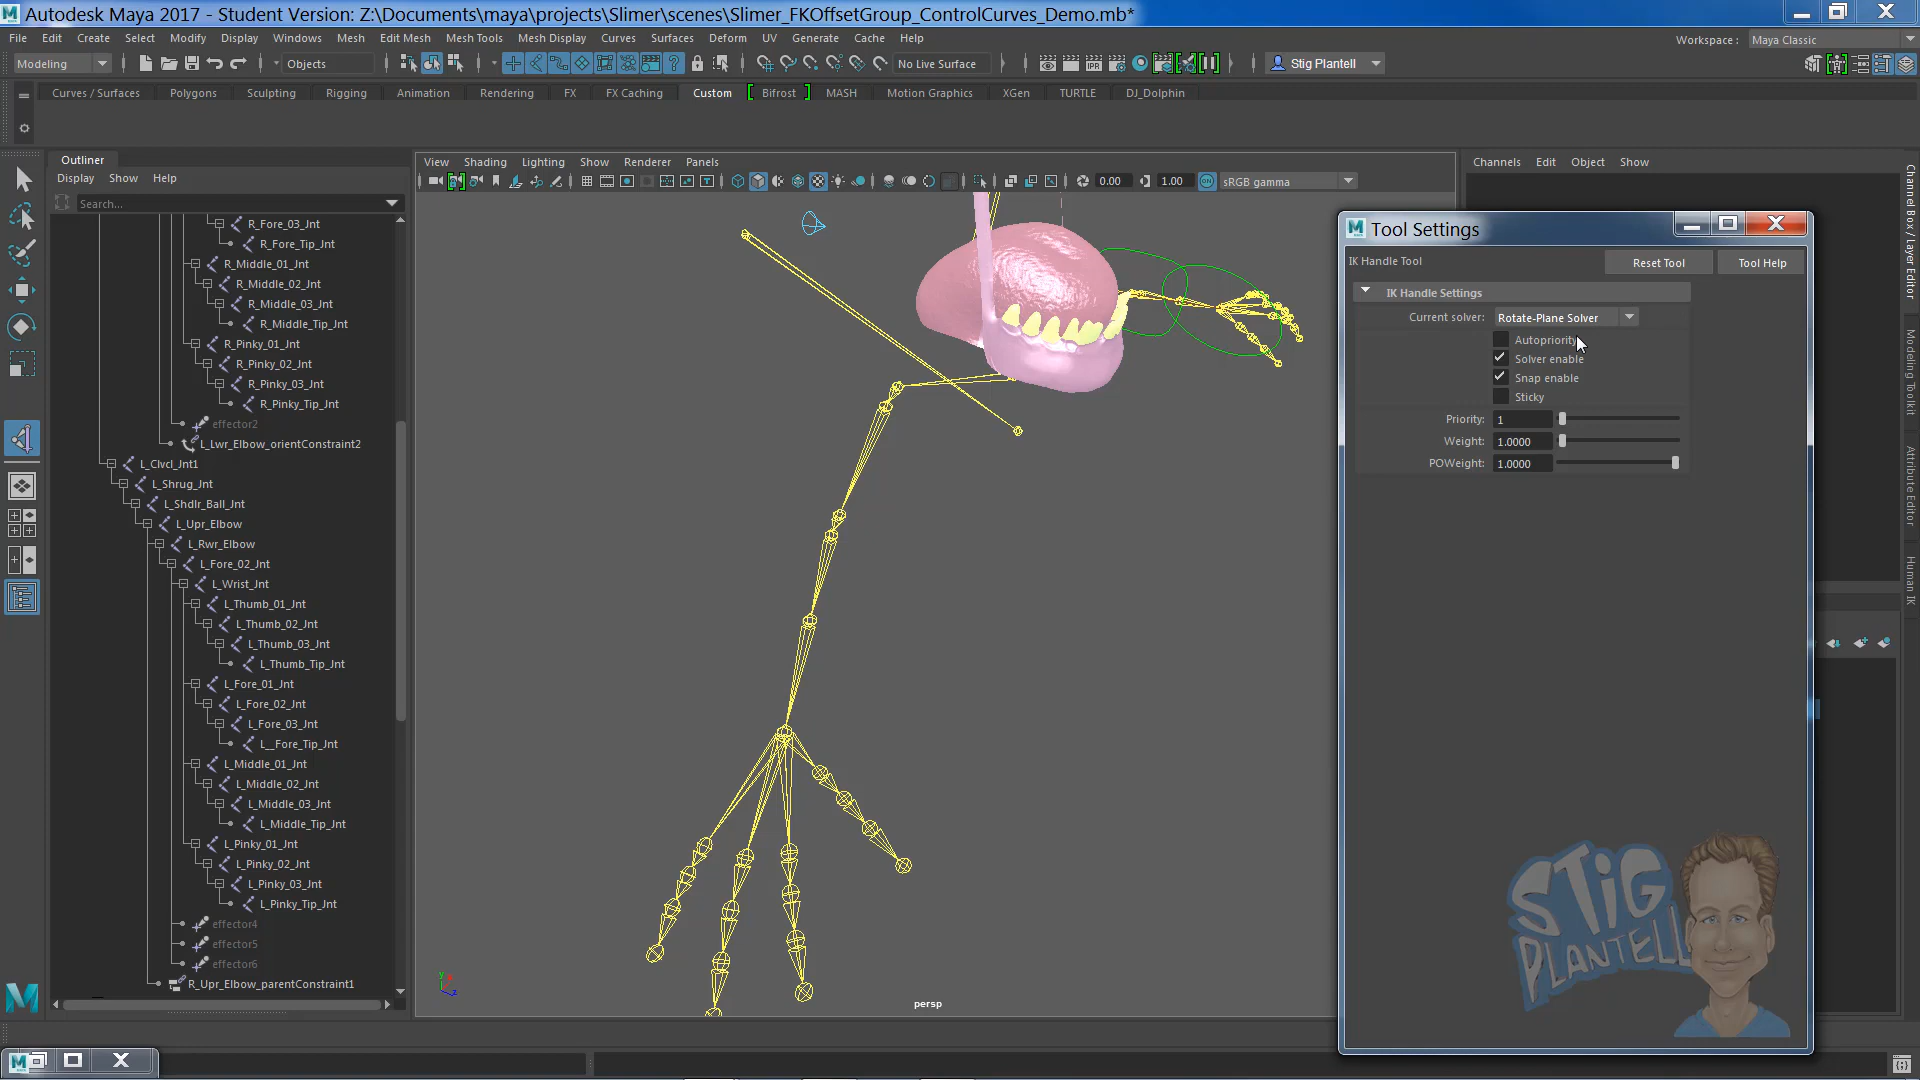 Autodesk Maya 2017 - Student Version: Z:\Documents\maya\projects\Slimer\scenes\Slimer_FKOffsetGroup_ControlCurves_Demo.mb*
File Edit Create Select Modify Display Windows Mesh Edit Mesh Mesh Tools Mesh Display Curves Surfaces Deform UV Generate Cache Help
Workspace : Maya Classic
Modeling Objects No Live Surface Stig Plantell
Curves / Surfaces Polygons Sculpting Rigging Animation Rendering FX FX Caching Custom Bifrost MASH Motion Graphics XGen TURTLE DJ_Dolphin
Outliner
Display Show Help
Search...
R_Fore_03_Jnt
R_Fore_Tip_Jnt
R_Middle_01_Jnt
R_Middle_02_Jnt
R_Middle_03_Jnt
R_Middle_Tip_Jnt
R_Pinky_01_Jnt
R_Pinky_02_Jnt
R_Pinky_03_Jnt
R_Pinky_Tip_Jnt
effector2
L_Lwr_Elbow_orientConstraint2
L_Clvcl_Jnt1
L_Shrug_Jnt
L_Shdlr_Ball_Jnt
L_Upr_Elbow
L_Rwr_Elbow
L_Fore_02_Jnt
L_Wrist_Jnt
L_Thumb_01_Jnt
L_Thumb_02_Jnt
L_Thumb_03_Jnt
L_Thumb_Tip_Jnt
L_Fore_01_Jnt
L_Fore_02_Jnt
L_Fore_03_Jnt
L__Fore_Tip_Jnt
L_Middle_01_Jnt
L_Middle_02_Jnt
L_Middle_03_Jnt
L_Middle_Tip_Jnt
L_Pinky_01_Jnt
L_Pinky_02_Jnt
L_Pinky_03_Jnt
L_Pinky_Tip_Jnt
effector4
effector5
effector6
R_Upr_Elbow_parentConstraint1
View Shading Lighting Show Renderer Panels
0.00 1.00 ON sRGB gamma
persp
Channels Edit Object Show
Tool Settings
IK Handle Tool Reset Tool Tool Help
IK Handle Settings
Current solver: Rotate-Plane Solver
Autopriority
Solver enable
Snap enable
Sticky
Priority: 1
Weight: 1.0000
POWeight: 1.0000
STiG
PLANTELL
Channel Box / Layer Editor
Modeling Toolkit
Attribute Editor
Human IK